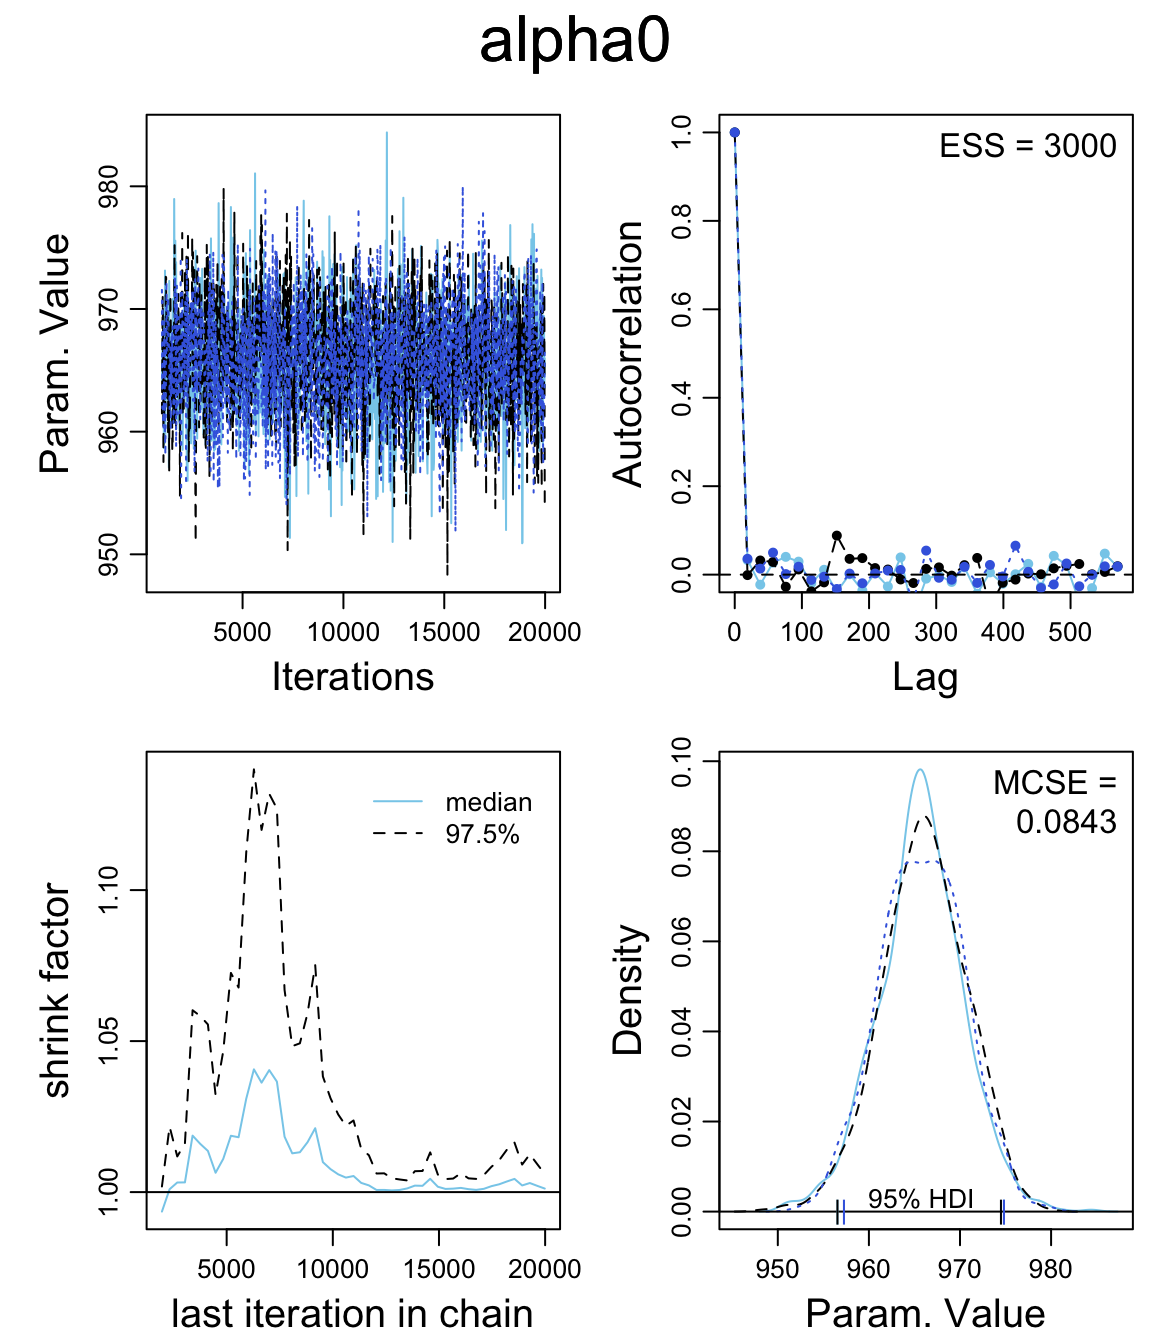 alpha0
Param. Value
980
970
960
950
5000 10000 15000 20000
Iterations
Autocorrelation
1.0
0.8
0.6
0.4
0.2
0.0
ESS = 3000
0 100 200 300 400 500
Lag
shrink factor
1.10
1.05
1.00
median
97.5%
5000 10000 15000 20000
last iteration in chain
Density
0.10
0.08
0.06
0.04
0.02
0.00
MCSE =
0.0843
95% HDI
950 960 970 980
Param. Value